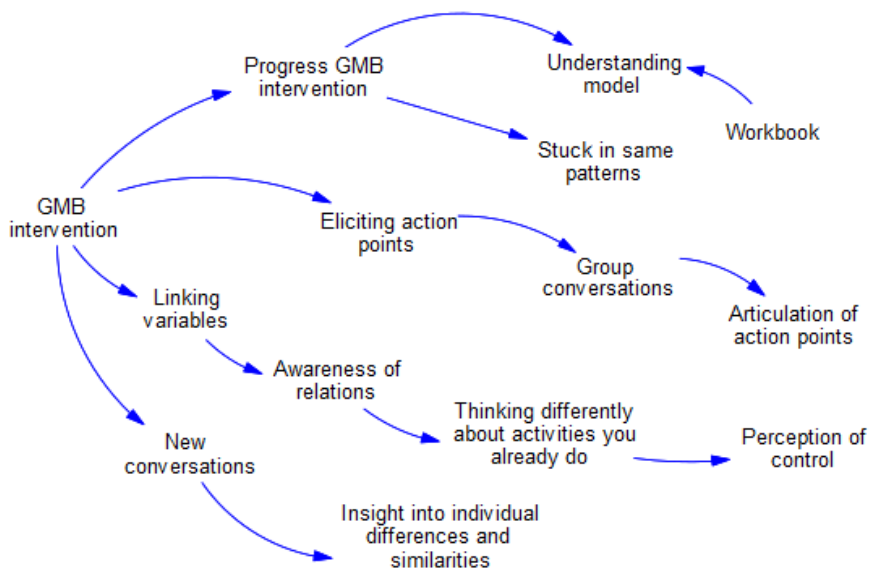 Progress GMB
intervention
Understanding
model
Workbook
Stuck in same
patterns
GMB
intervention
Eliciting action
points
Group
conversations
Linking
variables
Articulation of
action points
Awareness of
relations
Thinking differently
about activities you
already do
Perception of
control
New
conversations
Insight into individual
differences and
similarities